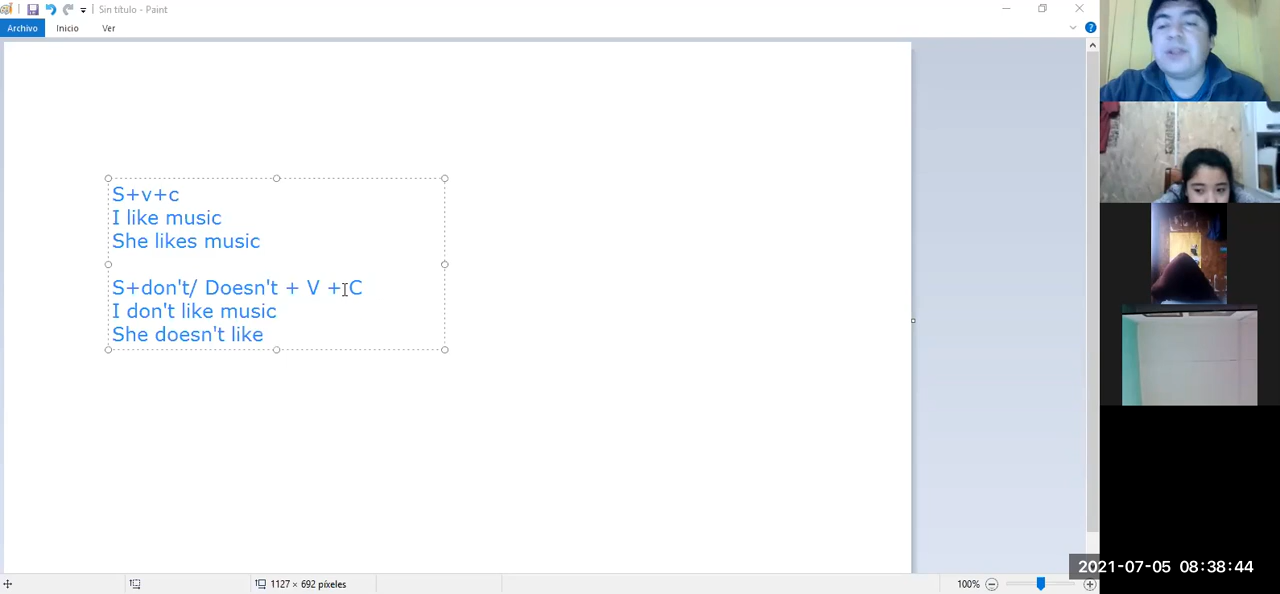 Sin título - Paint
Archivo Inicio Ver
S+v+c
I like music
She likes music
S+don't/ Doesn't + V + C
I don't like music
She doesn't like
1127 × 692 píxeles
100%
2021-07-05 08:38:44